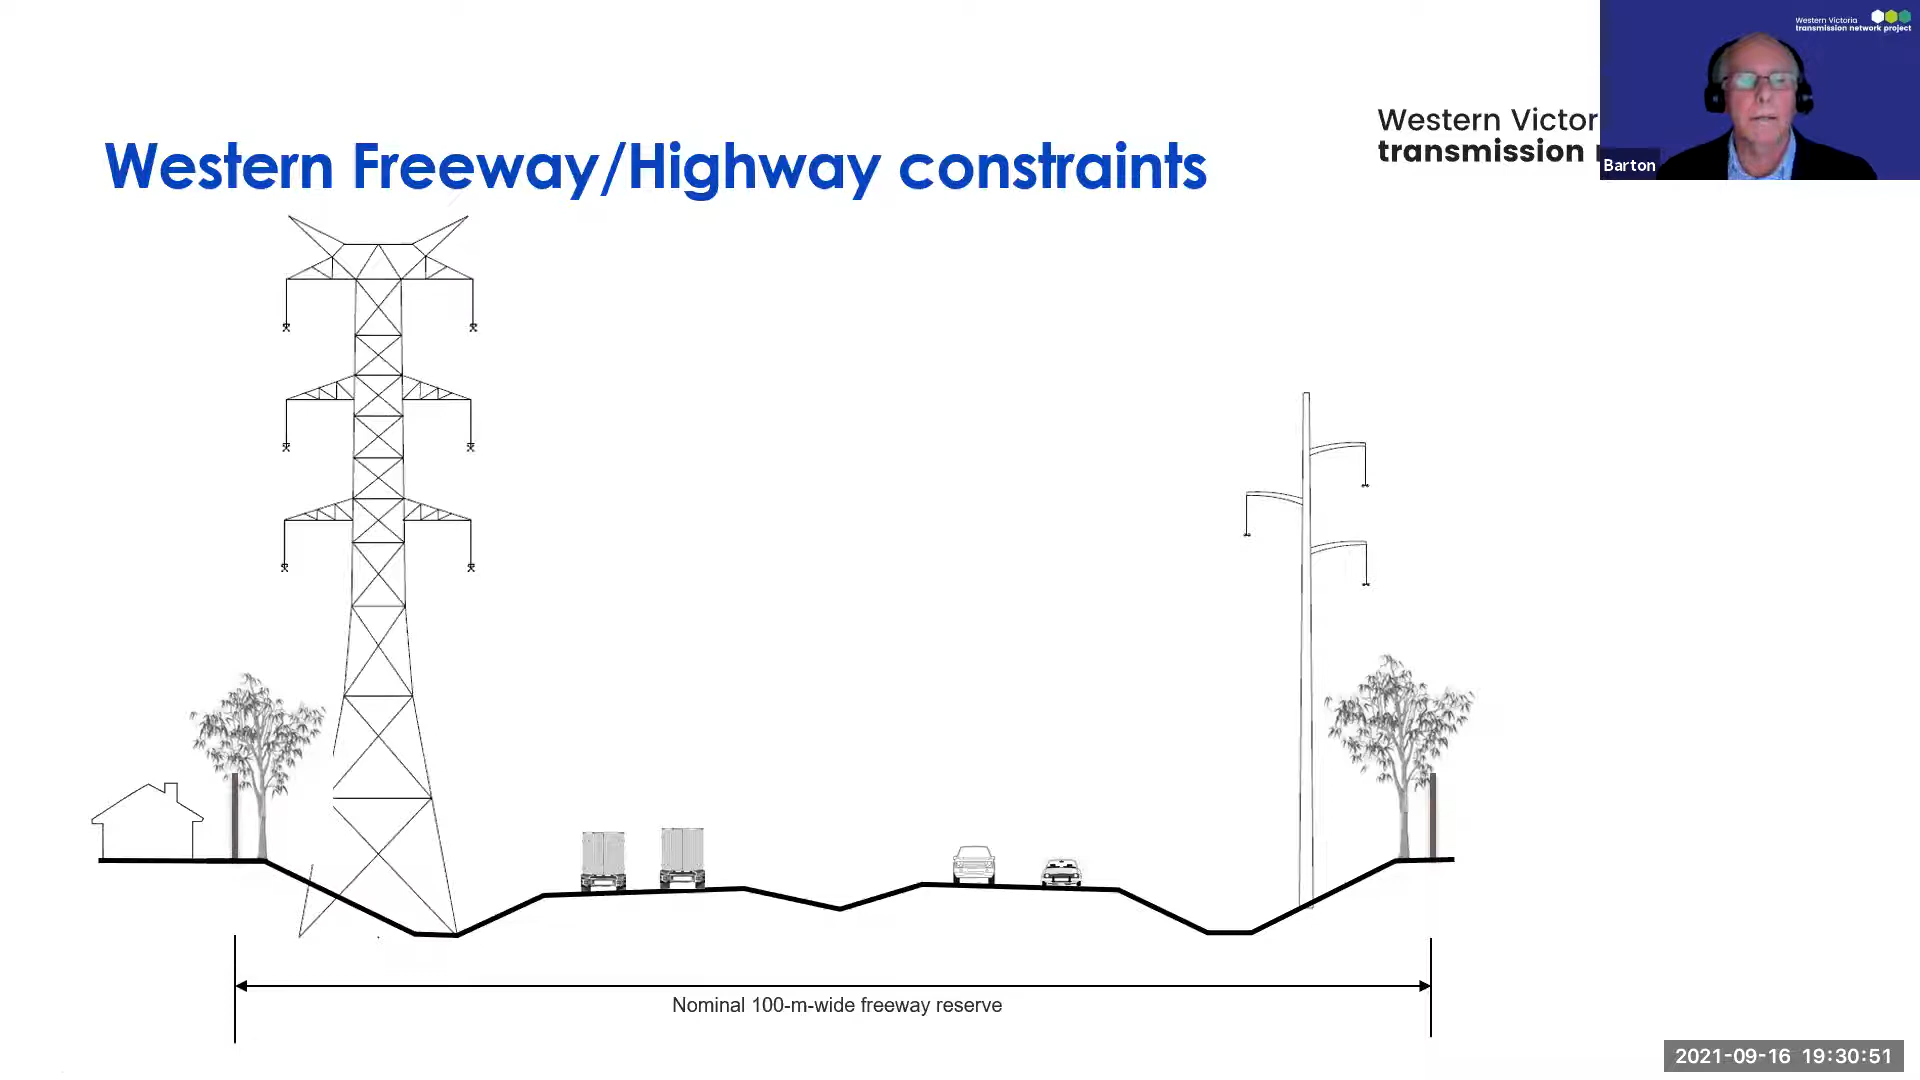 Western Victoria
transmission network project
Western Victor
transmission
Barton
Western Freeway/Highway constraints
Nominal 100-m-wide freeway reserve
2021-09-16 19:30:51